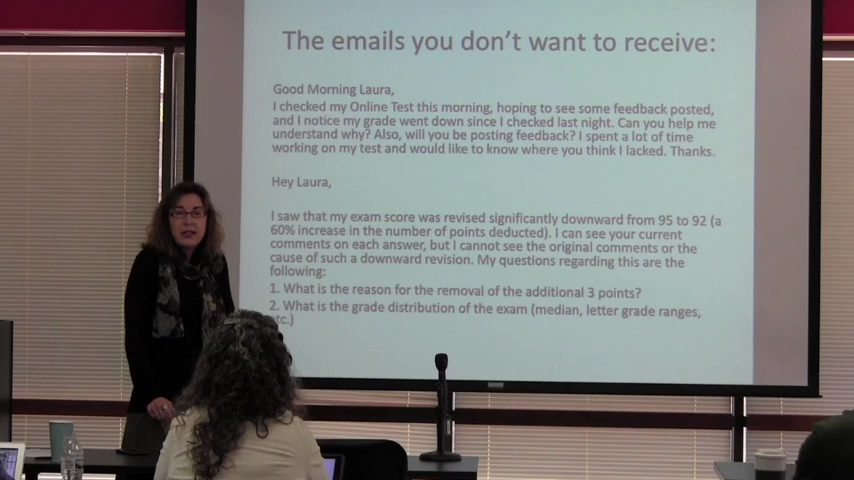 The emails you don't want to receive:
Good Morning Laura,
I checked my Online Test this morning, hoping to see some feedback posted,
and I notice my grade went down since I checked last night. Can you help me
understand why? Also, will you be posting feedback? I spent a lot of time
working on my test and would like to know where you think I lacked. Thanks.
Hey Laura,
I saw that my exam score was revised significantly downward from 95 to 92 (a
60% increase in the number of points deducted). I can see your current
comments on each answer, but I cannot see the original comments or the
cause of such a downward revision. My questions regarding this are the
following:
1. What is the reason for the removal of the additional 3 points?
2. What is the grade distribution of the exam (median, letter grade ranges,
etc.)